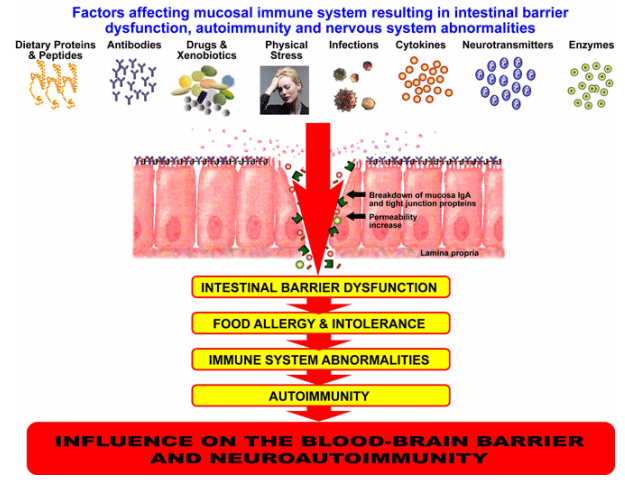 Factors affecting mucosal immune system resulting in intestinal barrier
dysfunction, autoimmunity and nervous system abnormalities
Dietary Proteins
& Peptides
Antibodies
Drugs &
Xenobiotics
Physical
Stress
Infections
Cytokines
Neurotransmitters
Enzymes
Breakdown of mucosa IgA
and tight junction propteins
Permeability
increase
Lamina propria
INTESTINAL BARRIER DYSFUNCTION
FOOD ALLERGY & INTOLERANCE
IMMUNE SYSTEM ABNORMALITIES
AUTOIMMUNITY
INFLUENCE ON THE BLOOD-BRAIN BARRIER
AND NEUROAUTOIMMUNITY